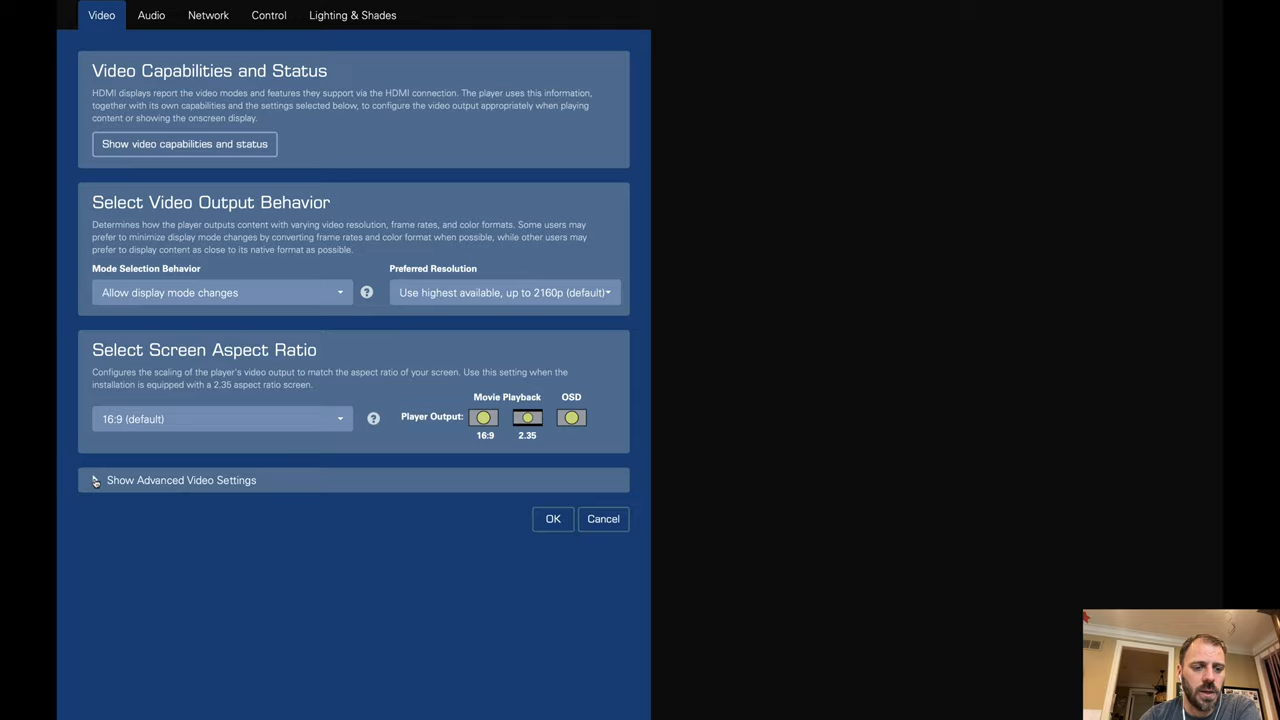 Video
Audio
Network
Control
Lighting & Shades
Video Capabilities and Status
HDMI displays report the video modes and features they support via the HDMI connection. The player uses this information,
together with its own capabilities and the settings selected below, to configure the video output appropriately when playing
content or showing the onscreen display.
Show video capabilities and status
Select Video Output Behavior
Determines how the player outputs content with varying video resolution, frame rates, and color formats. Some users may
prefer to minimize display mode changes by converting frame rates and color format when possible, while other users may
prefer to display content as close to its native format as possible.
Mode Selection Behavior
Preferred Resolution
Allow display mode changes
?
Use highest available, up to 2160p (default)
Select Screen Aspect Ratio
Configures the scaling of the player's video output to match the aspect ratio of your screen. Use this setting when the
installation is equipped with a 2.35 aspect ratio screen.
Movie Playback
OSD
16:9 (default)
?
Player Output:
16:9
2.35
Show Advanced Video Settings
OK
Cancel